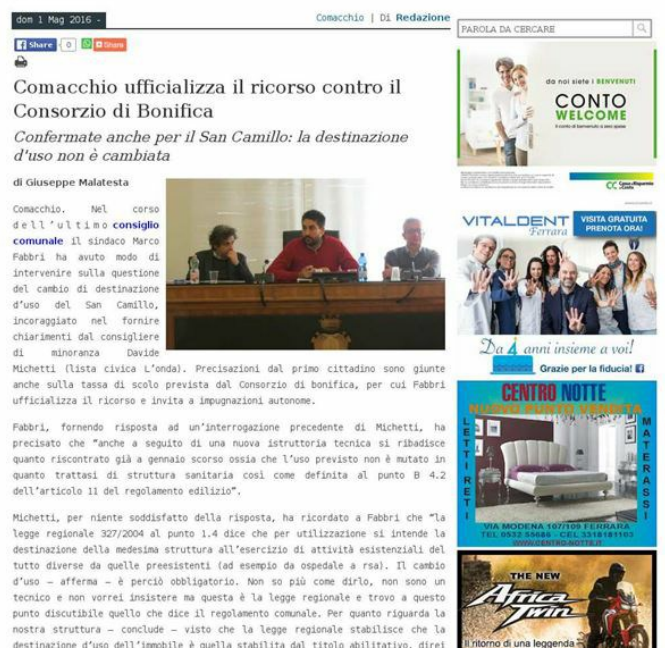 dom 1 Mag 2016 -
Comacchio | Di Redazione
Share 0 Share
Comacchio ufficializza il ricorso contro il
Consorzio di Bonifica
Confermate anche per il San Camillo: la destinazione
d'uso non è cambiata
di Giuseppe Malatesta
Comacchio. Nel corso
dell'ultimo consiglio
comunale il sindaco Marco
Fabbri ha avuto modo di
intervenire sulla questione
del cambio di destinazione
d'uso del San Camillo,
incoraggiato nel fornire
chiarimenti dal consigliere
di minoranza Davide
Michetti (lista civica L'onda). Precisazioni dal primo cittadino sono giunte
anche sulla tassa di scolo prevista dal Consorzio di bonifica, per cui Fabbri
ufficializza il ricorso e invita a impugnazioni autonome.
Fabbri, fornendo risposta ad un'interrogazione precedente di Michetti, ha
precisato che "anche a seguito di una nuova istruttoria tecnica si ribadisce
quanto riscontrato già a gennaio scorso ossia che l'uso previsto non è mutato in
quanto trattasi di struttura sanitaria così come definita al punto B 4.2
dell'articolo 11 del regolamento edilizio".
Michetti, per niente soddisfatto della risposta, ha ricordato a Fabbri che "la
legge regionale 327/2004 al punto 1.4 dice che per utilizzazione si intende la
destinazione della medesima struttura all'esercizio di attività esistenziali del
tutto diverse da quelle preesistenti (ad esempio da ospedale a rsa). Il cambio
d'uso – afferma – è perciò obbligatorio. Non so più come dirlo, non sono un
tecnico e non vorrei insistere ma questa è la legge regionale e trovo a questo
punto discutibile quello che dice il regolamento comunale. Per quanto riguarda la
nostra struttura – conclude – visto che la legge regionale stabilisce che la
destinazione d'uso dell'immobile è quella stabilita dal titolo abilitativo, direi
PAROLA DA CERCARE
da noi siete i BENVENUTI
CONTO
WELCOME
il conto di benvenuto a ogni spese
VITALDENT
Ferrara
VISITA GRATUITA
PRENOTA ORA!
Da 4 anni insieme a voi!
Grazie per la fiducia!
CENTRO NOTTE
NUOVO PUNTO VENDITA
LETTI RETI
MATERASSI
VIA MODENA 107/109 FERRARA
TEL 0532 55686 - CEL 3318181103
WWW.CENTRO-NOTTE.IT
THE NEW
Africa
Twin
Il ritorno di una leggenda